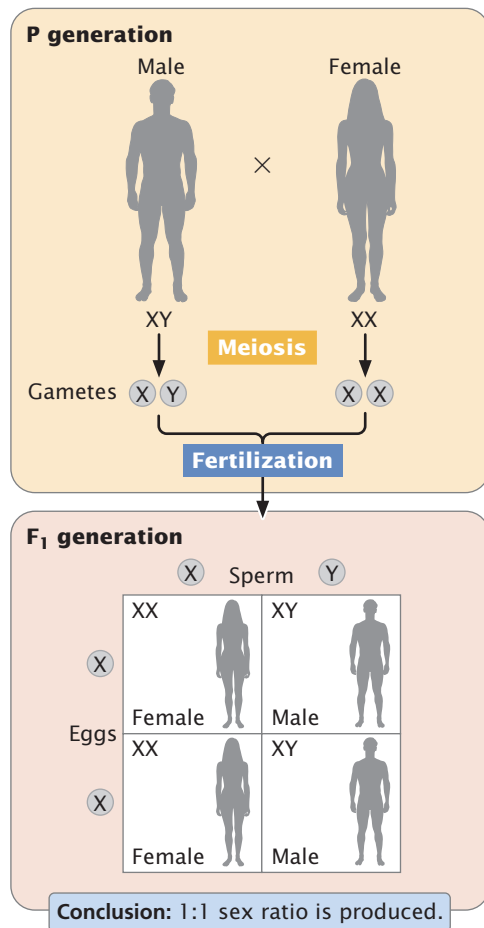 P generation
Male Female
×
XY XX
Meiosis
Gametes X Y X X
Fertilization
F₁ generation
X Sperm Y
XX XY
X
Female Male
Eggs
XX XY
X
Female Male
Conclusion: 1:1 sex ratio is produced.